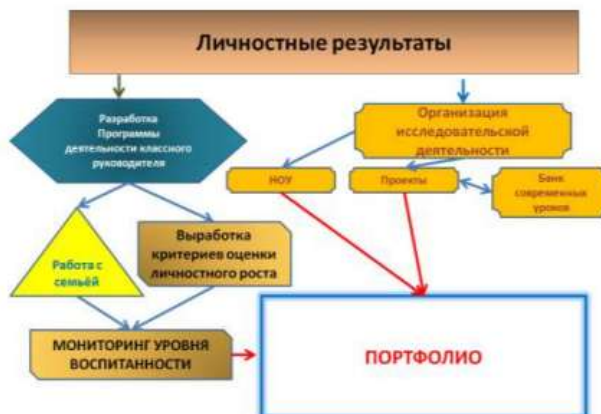 Личностные результаты
Разработка
Программы
деятельности классного
руководителя
Организация
исследовательской
деятельности
НОУ
Проекты
Банк
современных
уроков
Работа с
семьёй
Выработка
критериев оценки
личностного роста
МОНИТОРИНГ УРОВНЯ
ВОСПИТАННОСТИ
ПОРТФОЛИО